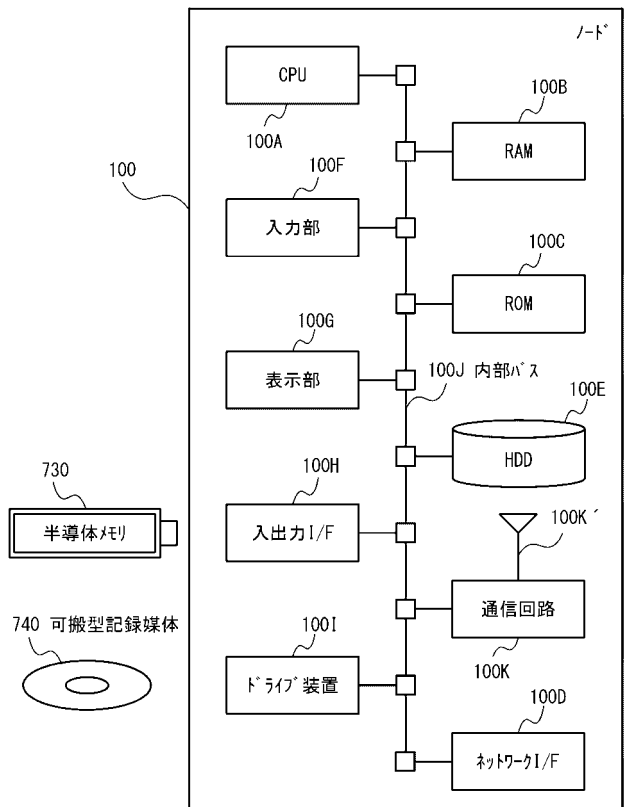 ノード
CPU
100A
100B
RAM
100
100F
入力部
100C
ROM
100G
表示部
100J 内部バス
100E
HDD
730
半導体メモリ
100H
入出力I/F
100K´
通信回路
100K
740 可搬型記録媒体
100I
ドライブ装置
100D
ネットワークI/F